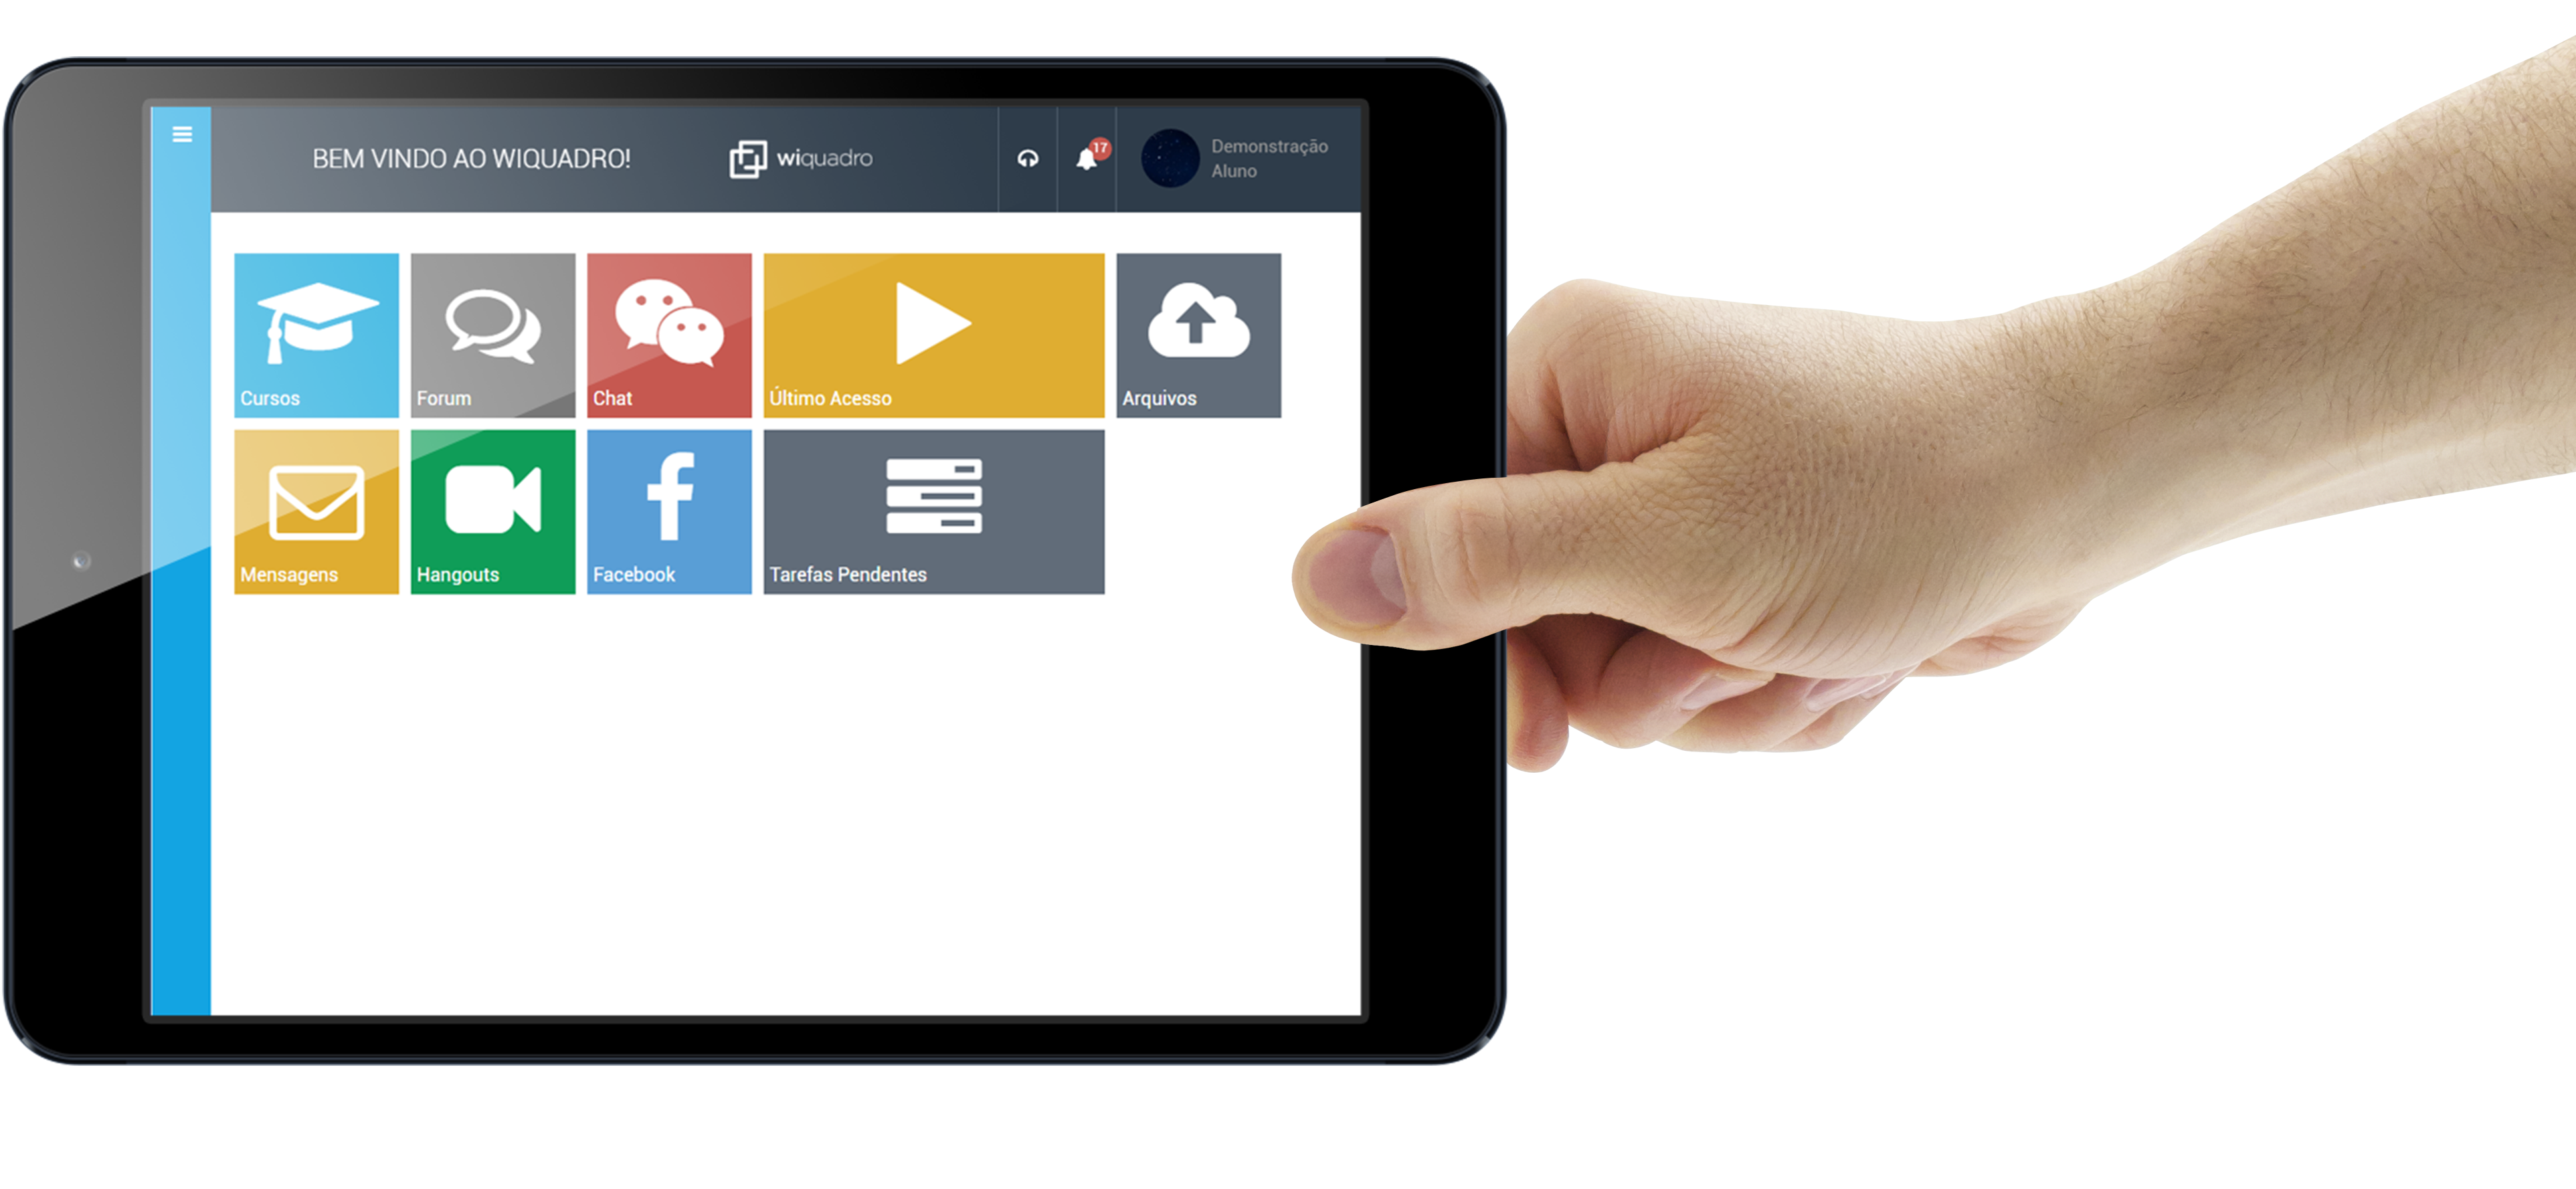 BEM VINDO AO WIQUADRO!
wiquadro
17
Demonstração
Aluno
Cursos
Forum
Chat
Último Acesso
Arquivos
Mensagens
Hangouts
Facebook
Tarefas Pendentes